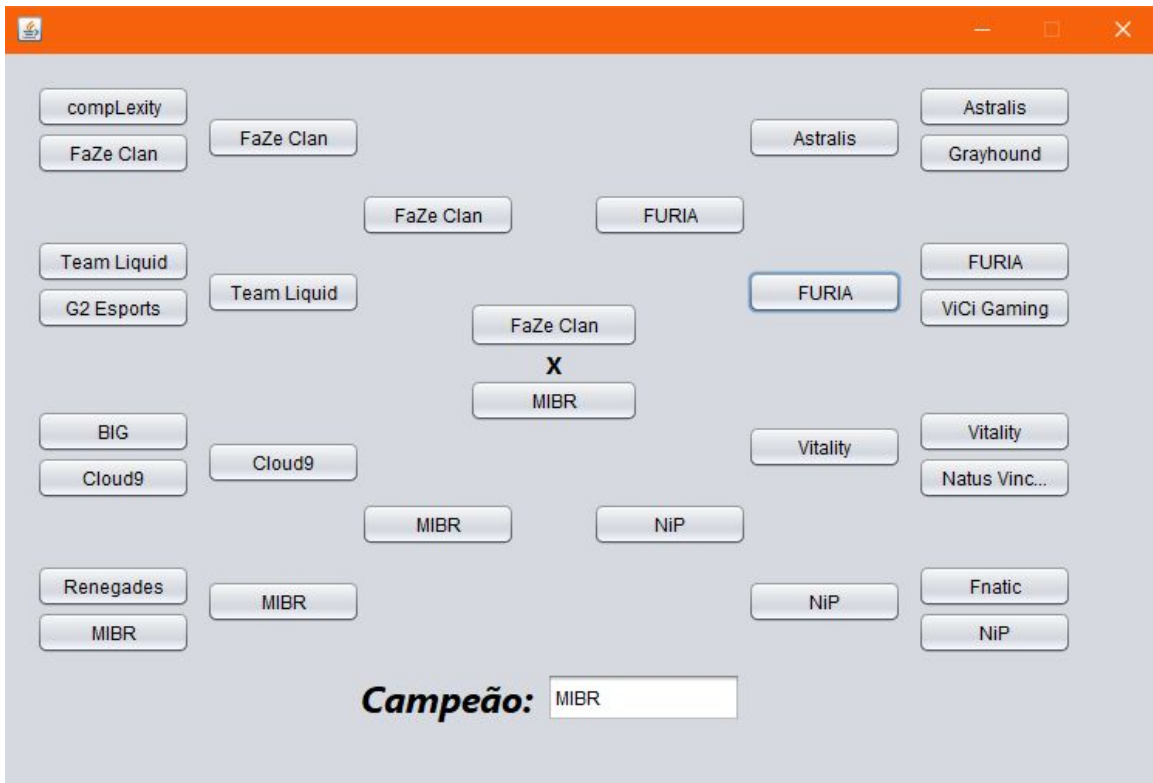 compLexity
FaZe Clan
FaZe Clan
Astralis
Astralis
Grayhound
FaZe Clan
FURIA
Team Liquid
G2 Esports
Team Liquid
FURIA
FURIA
ViCi Gaming
FaZe Clan
X
MIBR
BIG
Cloud9
Cloud9
Vitality
Vitality
Natus Vinc...
MIBR
NiP
Renegades
MIBR
MIBR
NiP
Fnatic
NiP
Campeão: MIBR